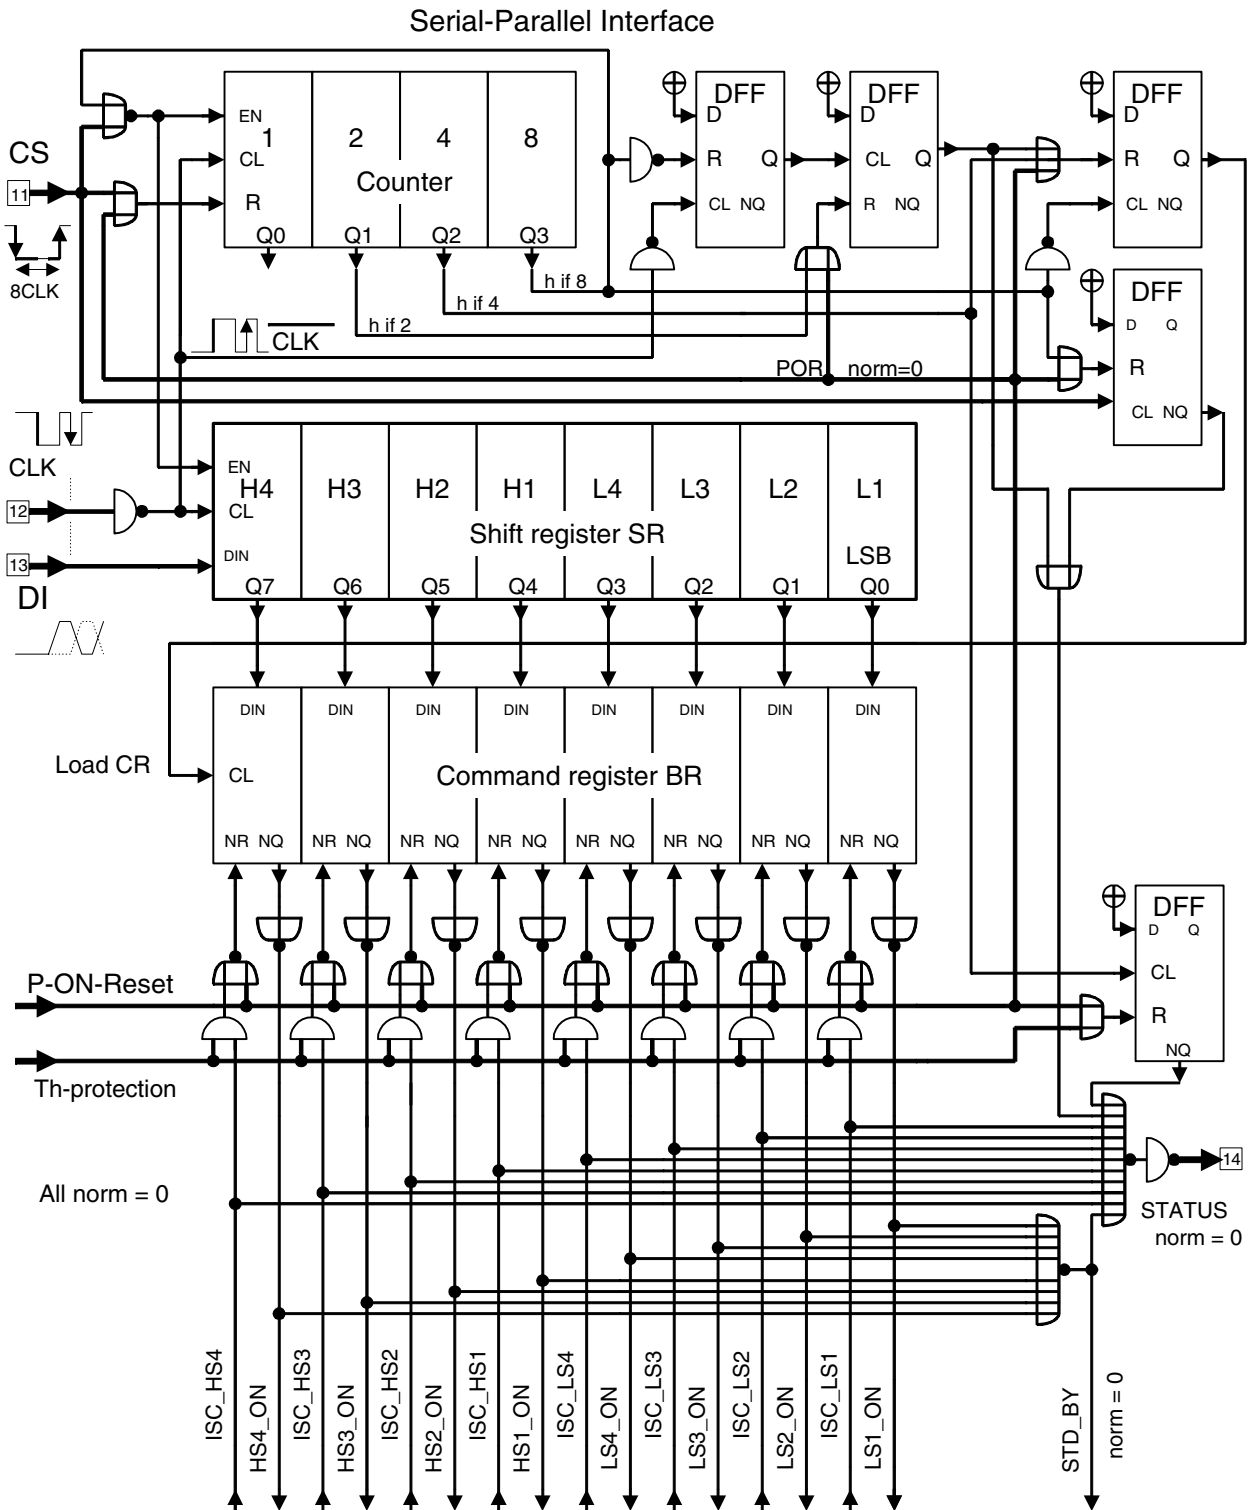 Serial-Parallel Interface
DFF DFF DFF
D D D
EN 1 2 4 8
CS
CL Counter R Q CL Q R Q
11
R CL NQ R NQ CL NQ
Q0 Q1 Q2 Q3
8CLK
h if 8
DFF
h if 4
CLK h if 2
D Q
POR norm=0 R
CL NQ
CLK
EN
H4 H3 H2 H1 L4 L3 L2 L1
12 CL Shift register SR
DIN LSB
13
DI Q7 Q6 Q5 Q4 Q3 Q2 Q1 Q0
DIN DIN DIN DIN DIN DIN DIN DIN
Load CR CL Command register BR
NR NQ NR NQ NR NQ NR NQ NR NQ NR NQ NR NQ NR NQ
DFF
D Q
P-ON-Reset CL
R
NQ
Th-protection
14
All norm = 0
STATUS
norm = 0
ISC_HS4
HS4_ON
ISC_HS3
HS3_ON
ISC_HS2
HS2_ON
ISC_HS1
HS1_ON
ISC_LS4
LS4_ON
ISC_LS3
LS3_ON
ISC_LS2
LS2_ON
ISC_LS1
LS1_ON
STD_BY
norm = 0